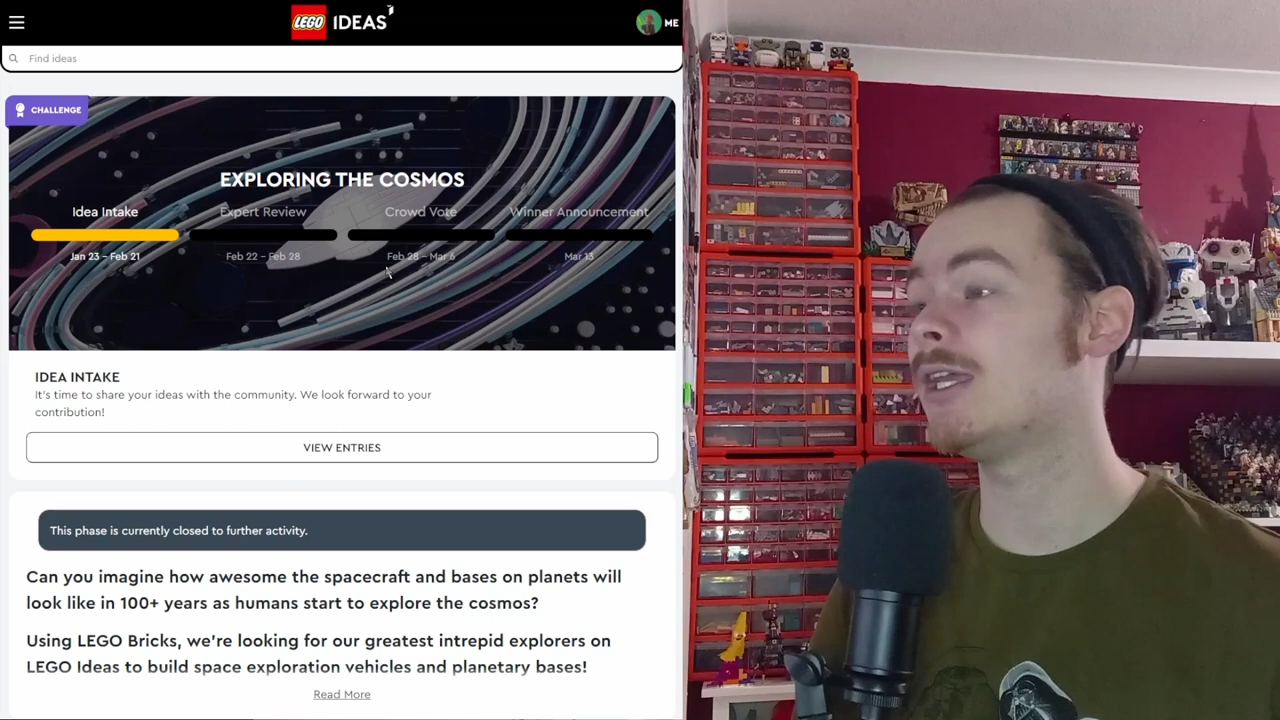 LEGO IDEAS
ME
Find ideas
CHALLENGE
EXPLORING THE COSMOS
Idea Intake Expert Review Crowd Vote Winner Announcement
Jan 23 – Feb 21 Feb 22 – Feb 28 Feb 28 – Mar 6 Mar 13
IDEA INTAKE
It's time to share your ideas with the community. We look forward to your
contribution!
VIEW ENTRIES
This phase is currently closed to further activity.
Can you imagine how awesome the spacecraft and bases on planets will
look like in 100+ years as humans start to explore the cosmos?
Using LEGO Bricks, we're looking for our greatest intrepid explorers on
LEGO Ideas to build space exploration vehicles and planetary bases!
Read More